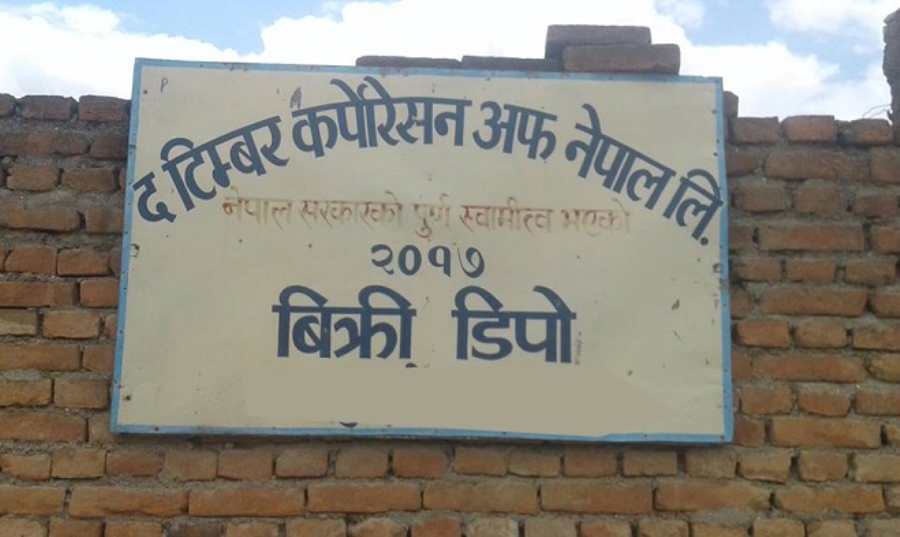 द टिम्बर कर्पोरेसन अफ नेपाल लि.
नेपाल सरकारको पुर्ण स्वामीत्व भएको
२०१७
बिक्री डिपो